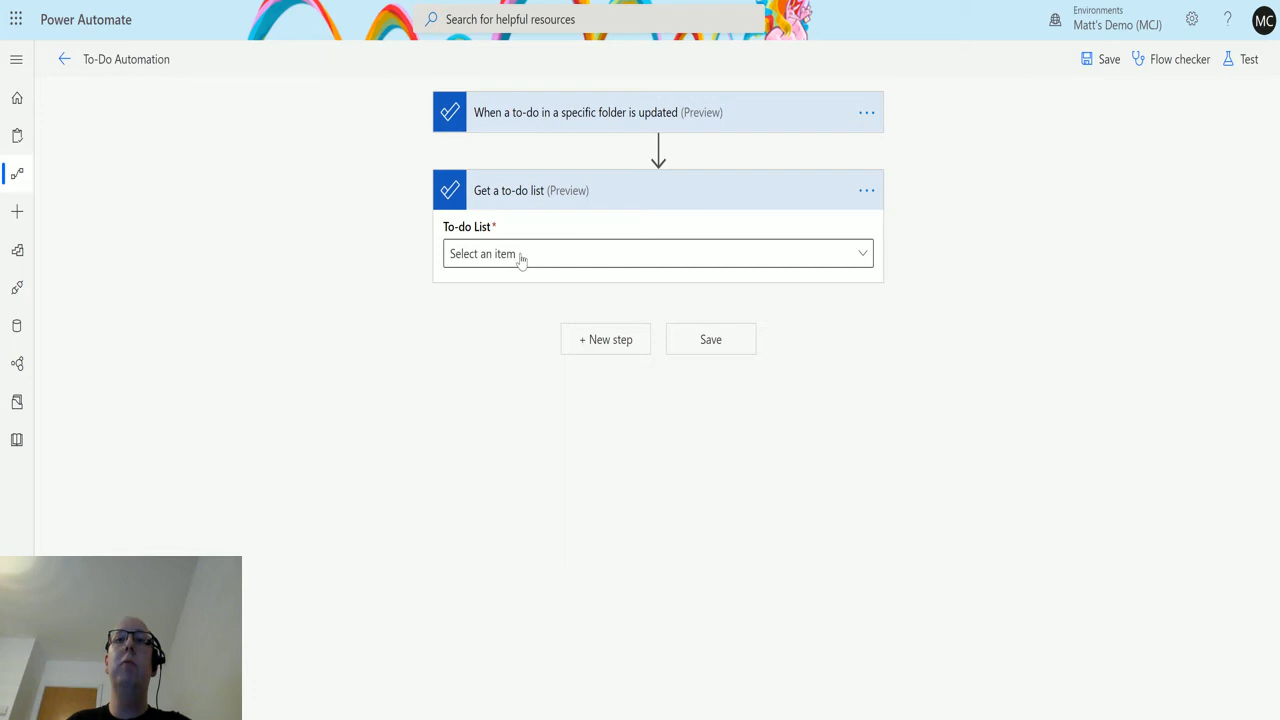 Power Automate
Search for helpful resources
Environments
Matt's Demo (MCJ)
MC
To-Do Automation
Save
Flow checker
Test
When a to-do in a specific folder is updated (Preview)
Get a to-do list (Preview)
To-do List*
Select an item
+ New step
Save